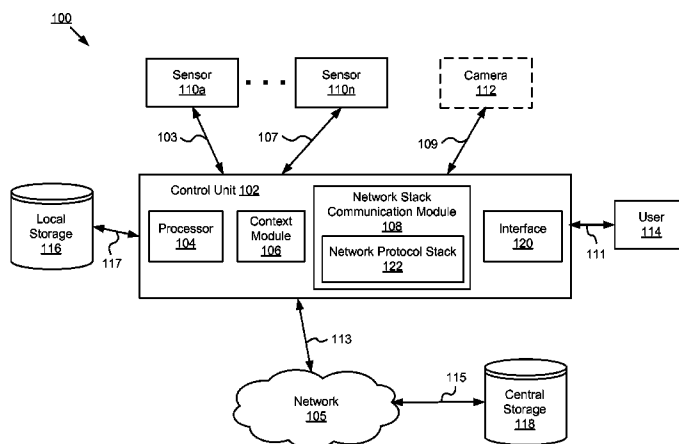 100
Sensor
110a
Sensor
110n
Camera
112
103
107
109
Control Unit 102
Local
Storage
116
117
Processor
104
Context
Module
106
Network Stack
Communication Module
108
Network Protocol Stack
122
Interface
120
User
114
111
113
Network
105
115
Central
Storage
118